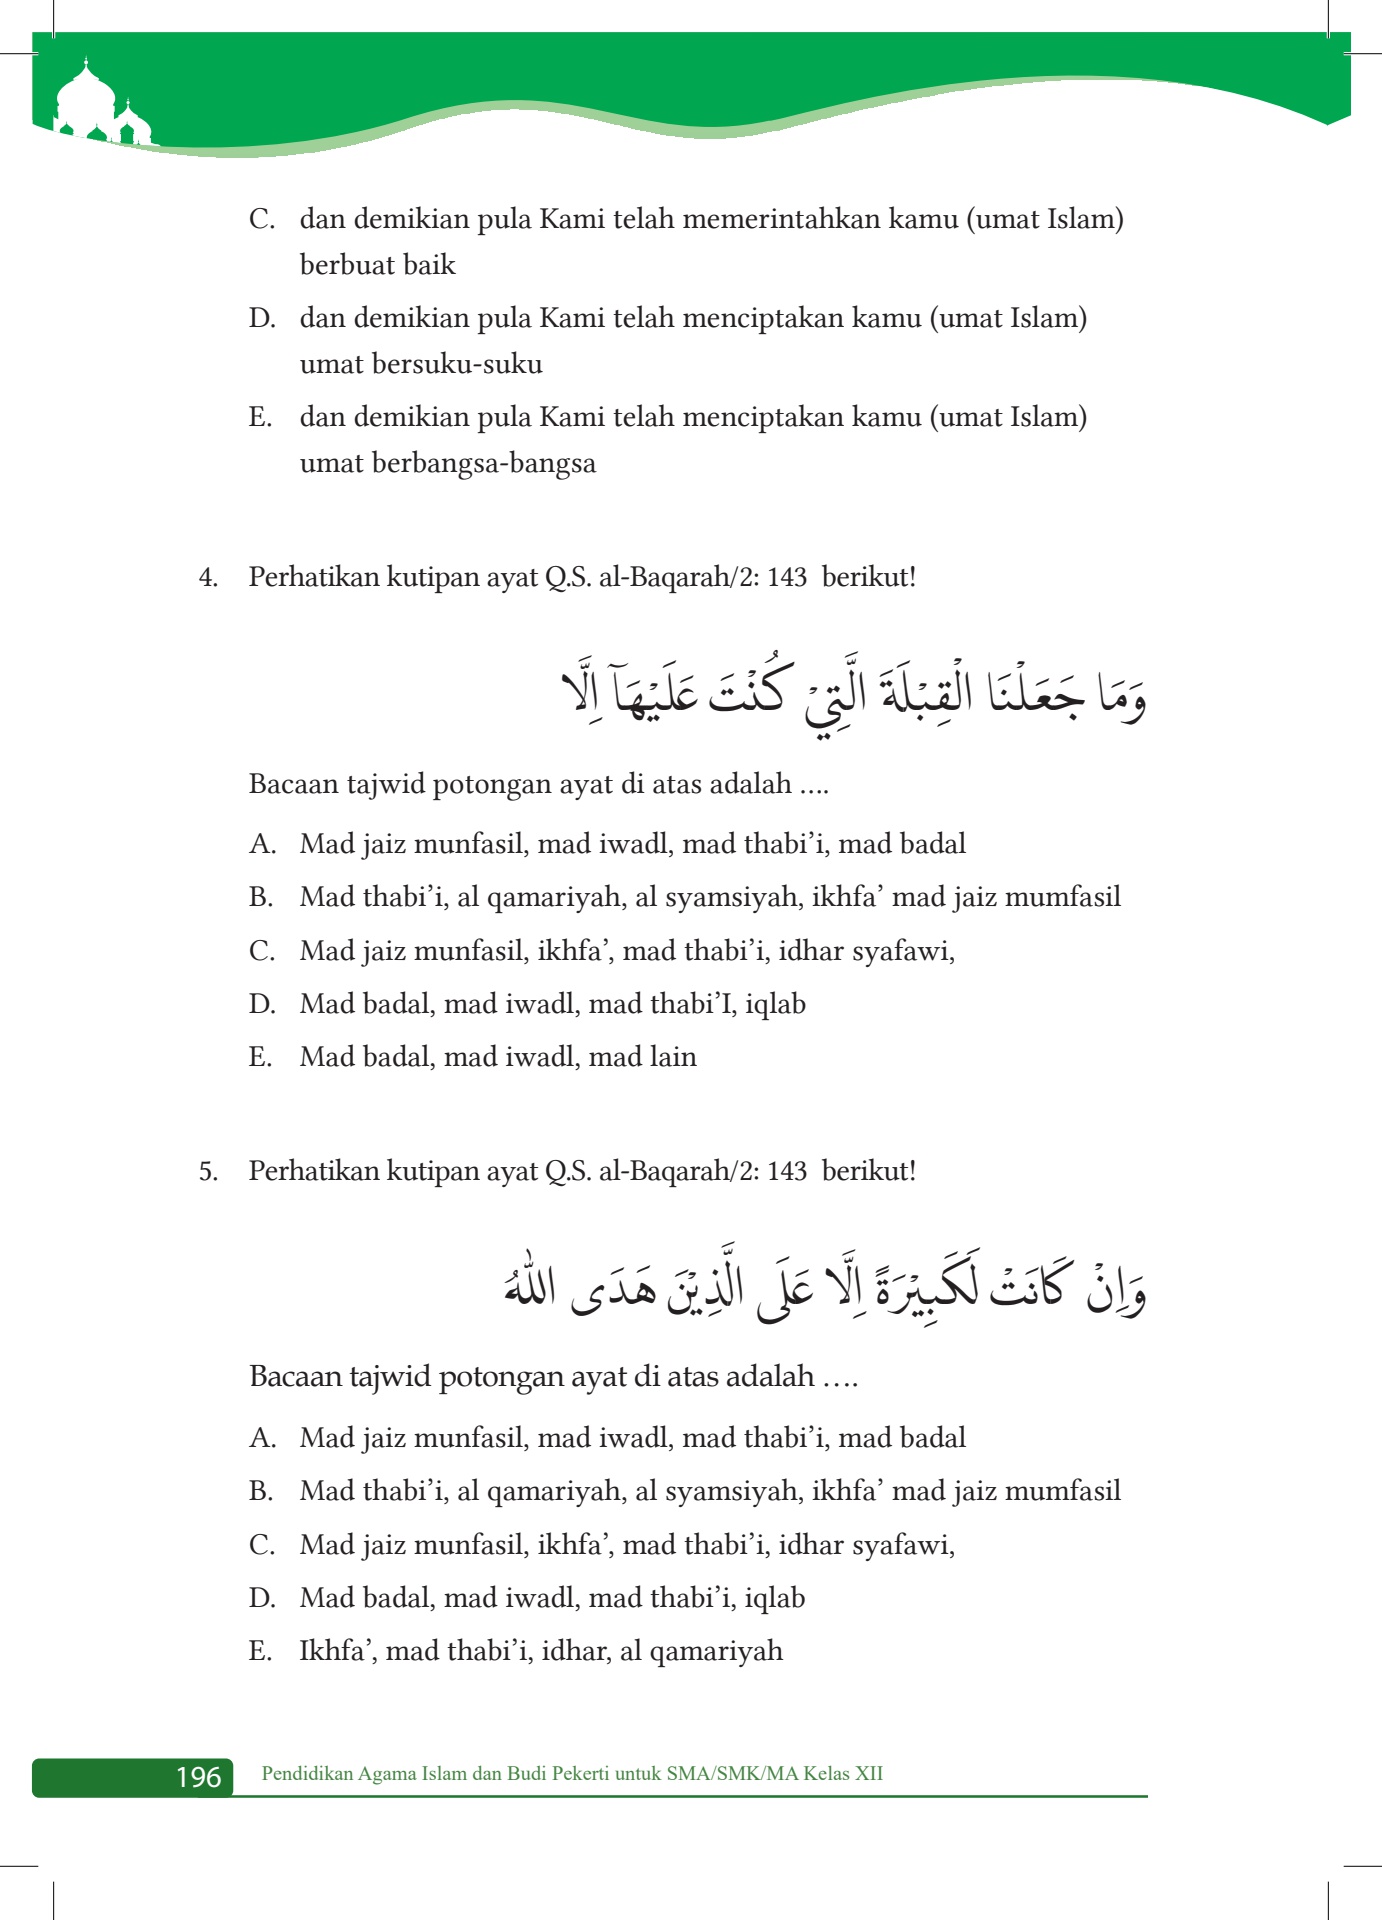 C. dan demikian pula Kami telah memerintahkan kamu (umat Islam)
berbuat baik
D. dan demikian pula Kami telah menciptakan kamu (umat Islam)
umat bersuku-suku
E. dan demikian pula Kami telah menciptakan kamu (umat Islam)
umat berbangsa-bangsa
4. Perhatikan kutipan ayat Q.S. al-Baqarah/2: 143 berikut!
وَمَا جَعَلْنَا الْقِبْلَةَ الَّتِيْ كُنْتَ عَلَيْهَآ اِلَّا
Bacaan tajwid potongan ayat di atas adalah ....
A. Mad jaiz munfasil, mad iwadl, mad thabi’i, mad badal
B. Mad thabi’i, al qamariyah, al syamsiyah, ikhfa’ mad jaiz mumfasil
C. Mad jaiz munfasil, ikhfa’, mad thabi’i, idhar syafawi,
D. Mad badal, mad iwadl, mad thabi’I, iqlab
E. Mad badal, mad iwadl, mad lain
5. Perhatikan kutipan ayat Q.S. al-Baqarah/2: 143 berikut!
وَاِنْ كَانَتْ لَكَبِيْرَةً اِلَّا عَلَى الَّذِيْنَ هَدَى اللّٰهُ
Bacaan tajwid potongan ayat di atas adalah ….
A. Mad jaiz munfasil, mad iwadl, mad thabi’i, mad badal
B. Mad thabi’i, al qamariyah, al syamsiyah, ikhfa’ mad jaiz mumfasil
C. Mad jaiz munfasil, ikhfa’, mad thabi’i, idhar syafawi,
D. Mad badal, mad iwadl, mad thabi’i, iqlab
E. Ikhfa’, mad thabi’i, idhar, al qamariyah
196 Pendidikan Agama Islam dan Budi Pekerti untuk SMA/SMK/MA Kelas XII